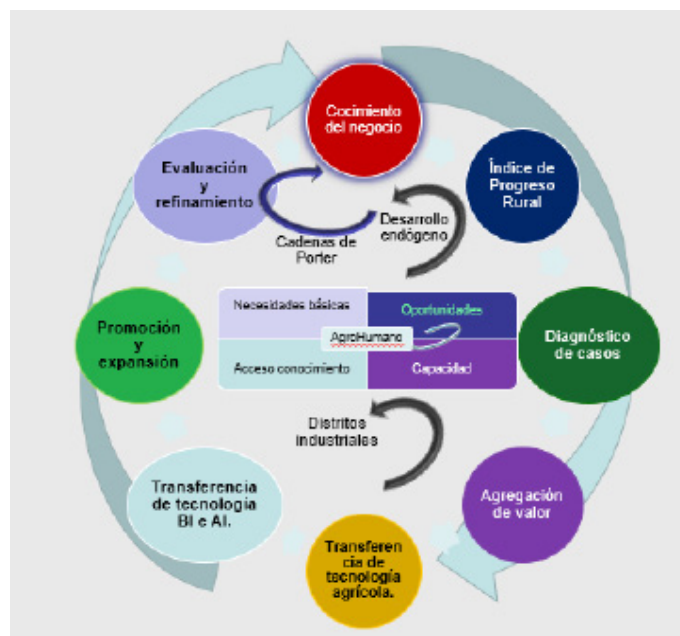 Cocimiento
del negocio
Índice de
Progreso
Rural
Diagnóstico
de casos
Agregación
de valor
Transferen
cia de
tecnología
agrícola.
Transferencia
de tecnología
BI e AI.
Promoción
y
expansión
Evaluación
y
refinamiento
Desarrollo
endógeno
Cadenas de
Porter
Necesidades básicas
Oportunidades
AgroHumano
Acceso conocimiento
Capacidad
Distritos
industriales